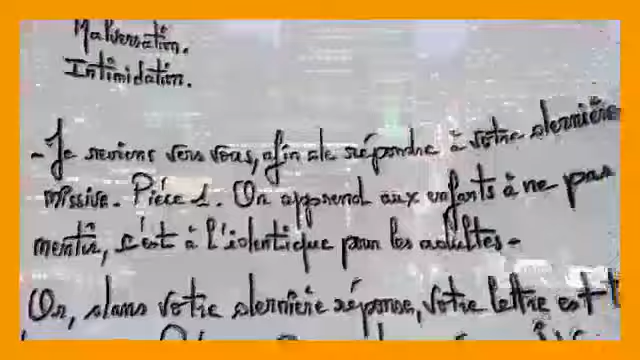 Malversation.
Intimidation.
- Je reviens vers vous, afin de répondre à votre dernière
missive. Pièce 1. On apprend aux enfants à ne pas
mentir, c'est à l'identique pour les adultes.
Or, dans votre dernière réponse, votre lettre est